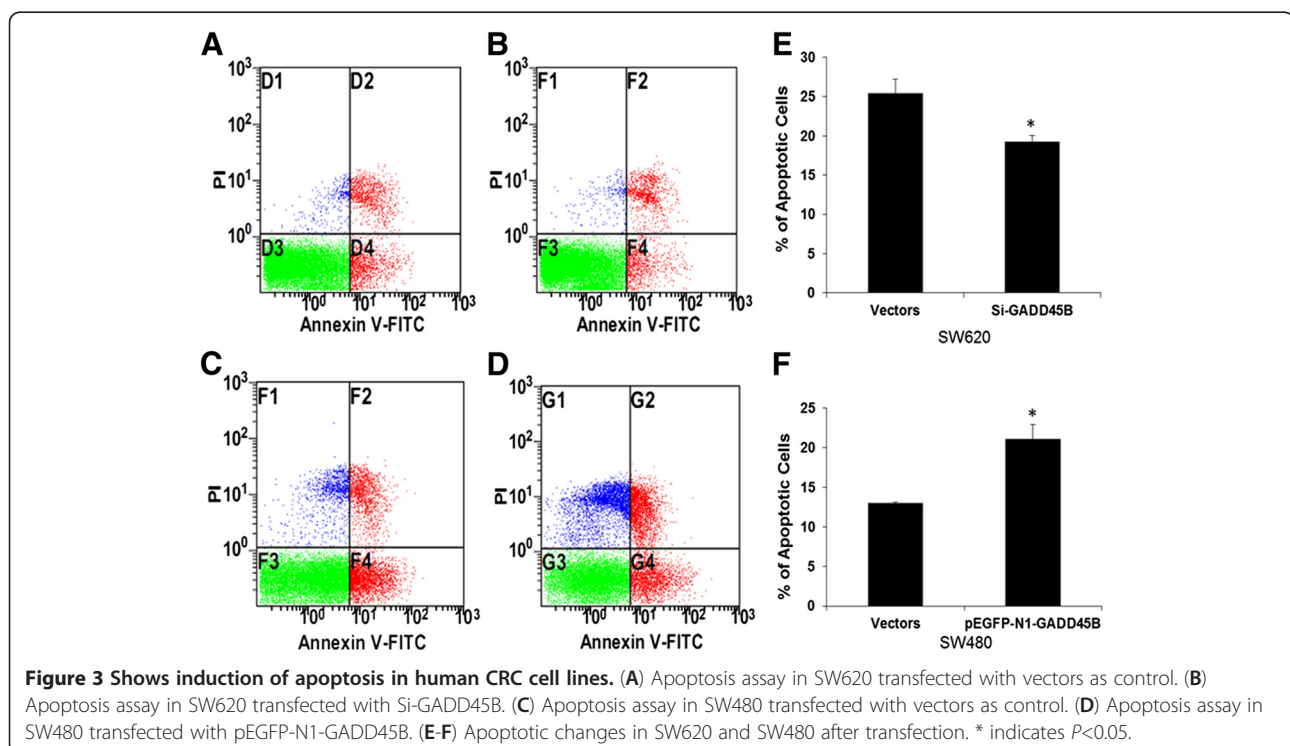 A
10³
D1
D2
10²
PI
10¹
10⁰
D3
D4
10⁰ 10¹ 10² 10³
Annexin V-FITC
B
10³
F1
F2
10²
PI
10¹
10⁰
F3
F4
10⁰ 10¹ 10² 10³
Annexin V-FITC
E
% of Apoptotic Cells
30
25
20
15
10
5
0
*
Vectors
Si-GADD45B
SW620
C
10³
F1
F2
10²
PI
10¹
10⁰
F3
F4
10⁰ 10¹ 10² 10³
Annexin V-FITC
D
10³
G1
G2
10²
PI
10¹
10⁰
G3
G4
10⁰ 10¹ 10² 10³
Annexin V-FITC
F
% of Apoptotic Cells
25
20
15
10
5
0
*
Vectors
pEGFP-N1-GADD45B
SW480
Figure 3 Shows induction of apoptosis in human CRC cell lines. (A) Apoptosis assay in SW620 transfected with vectors as control. (B)
Apoptosis assay in SW620 transfected with Si-GADD45B. (C) Apoptosis assay in SW480 transfected with vectors as control. (D) Apoptosis assay in
SW480 transfected with pEGFP-N1-GADD45B. (E-F) Apoptotic changes in SW620 and SW480 after transfection. * indicates P<0.05.